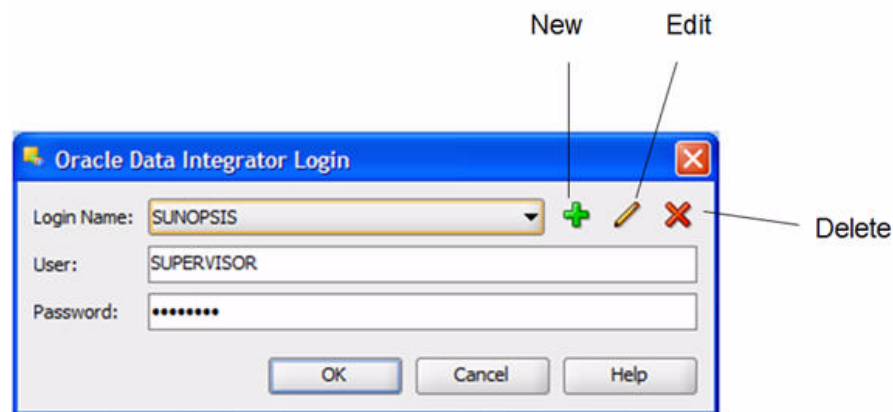 New Edit
Oracle Data Integrator Login
Login Name: SUNOPSIS
Delete
User: SUPERVISOR
Password: ••••••••
OK Cancel Help